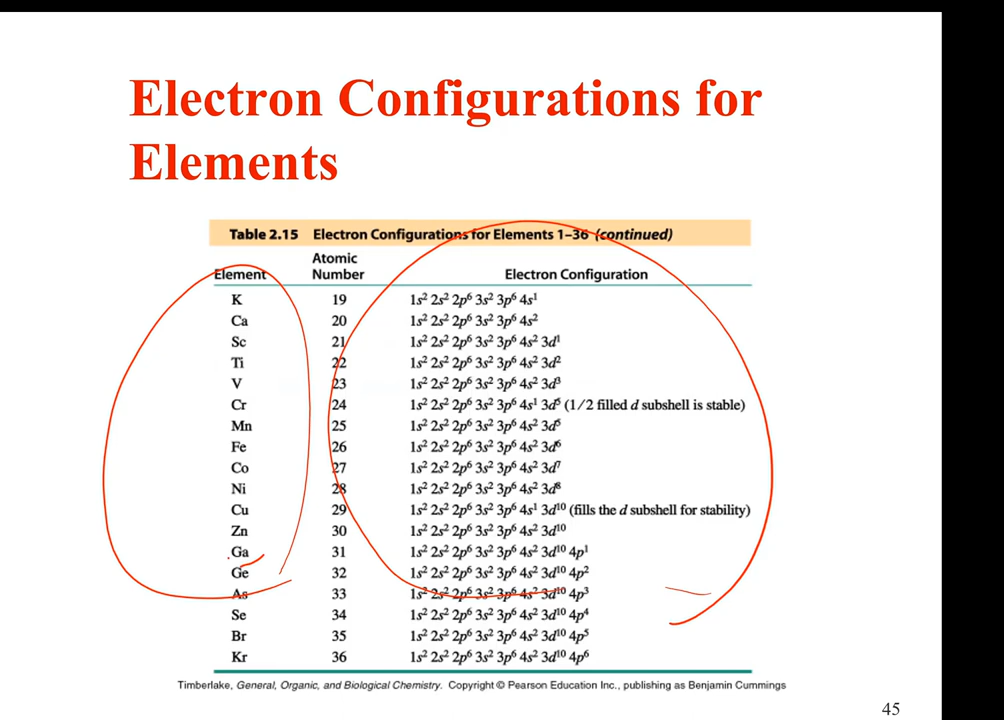 Electron Configurations for
Elements
Table 2.15 Electron Configurations for Elements 1–36 (continued)
Element Atomic Number Electron Configuration
K 19 1s² 2s² 2p⁶ 3s² 3p⁶ 4s¹
Ca 20 1s² 2s² 2p⁶ 3s² 3p⁶ 4s²
Sc 21 1s² 2s² 2p⁶ 3s² 3p⁶ 4s² 3d¹
Ti 22 1s² 2s² 2p⁶ 3s² 3p⁶ 4s² 3d²
V 23 1s² 2s² 2p⁶ 3s² 3p⁶ 4s² 3d³
Cr 24 1s² 2s² 2p⁶ 3s² 3p⁶ 4s¹ 3d⁵ (1/2 filled d subshell is stable)
Mn 25 1s² 2s² 2p⁶ 3s² 3p⁶ 4s² 3d⁵
Fe 26 1s² 2s² 2p⁶ 3s² 3p⁶ 4s² 3d⁶
Co 27 1s² 2s² 2p⁶ 3s² 3p⁶ 4s² 3d⁷
Ni 28 1s² 2s² 2p⁶ 3s² 3p⁶ 4s² 3d⁸
Cu 29 1s² 2s² 2p⁶ 3s² 3p⁶ 4s¹ 3d¹⁰ (fills the d subshell for stability)
Zn 30 1s² 2s² 2p⁶ 3s² 3p⁶ 4s² 3d¹⁰
Ga 31 1s² 2s² 2p⁶ 3s² 3p⁶ 4s² 3d¹⁰ 4p¹
Ge 32 1s² 2s² 2p⁶ 3s² 3p⁶ 4s² 3d¹⁰ 4p²
As 33 1s² 2s² 2p⁶ 3s² 3p⁶ 4s² 3d¹⁰ 4p³
Se 34 1s² 2s² 2p⁶ 3s² 3p⁶ 4s² 3d¹⁰ 4p⁴
Br 35 1s² 2s² 2p⁶ 3s² 3p⁶ 4s² 3d¹⁰ 4p⁵
Kr 36 1s² 2s² 2p⁶ 3s² 3p⁶ 4s² 3d¹⁰ 4p⁶
Timberlake, General, Organic, and Biological Chemistry. Copyright © Pearson Education Inc., publishing as Benjamin Cummings
45